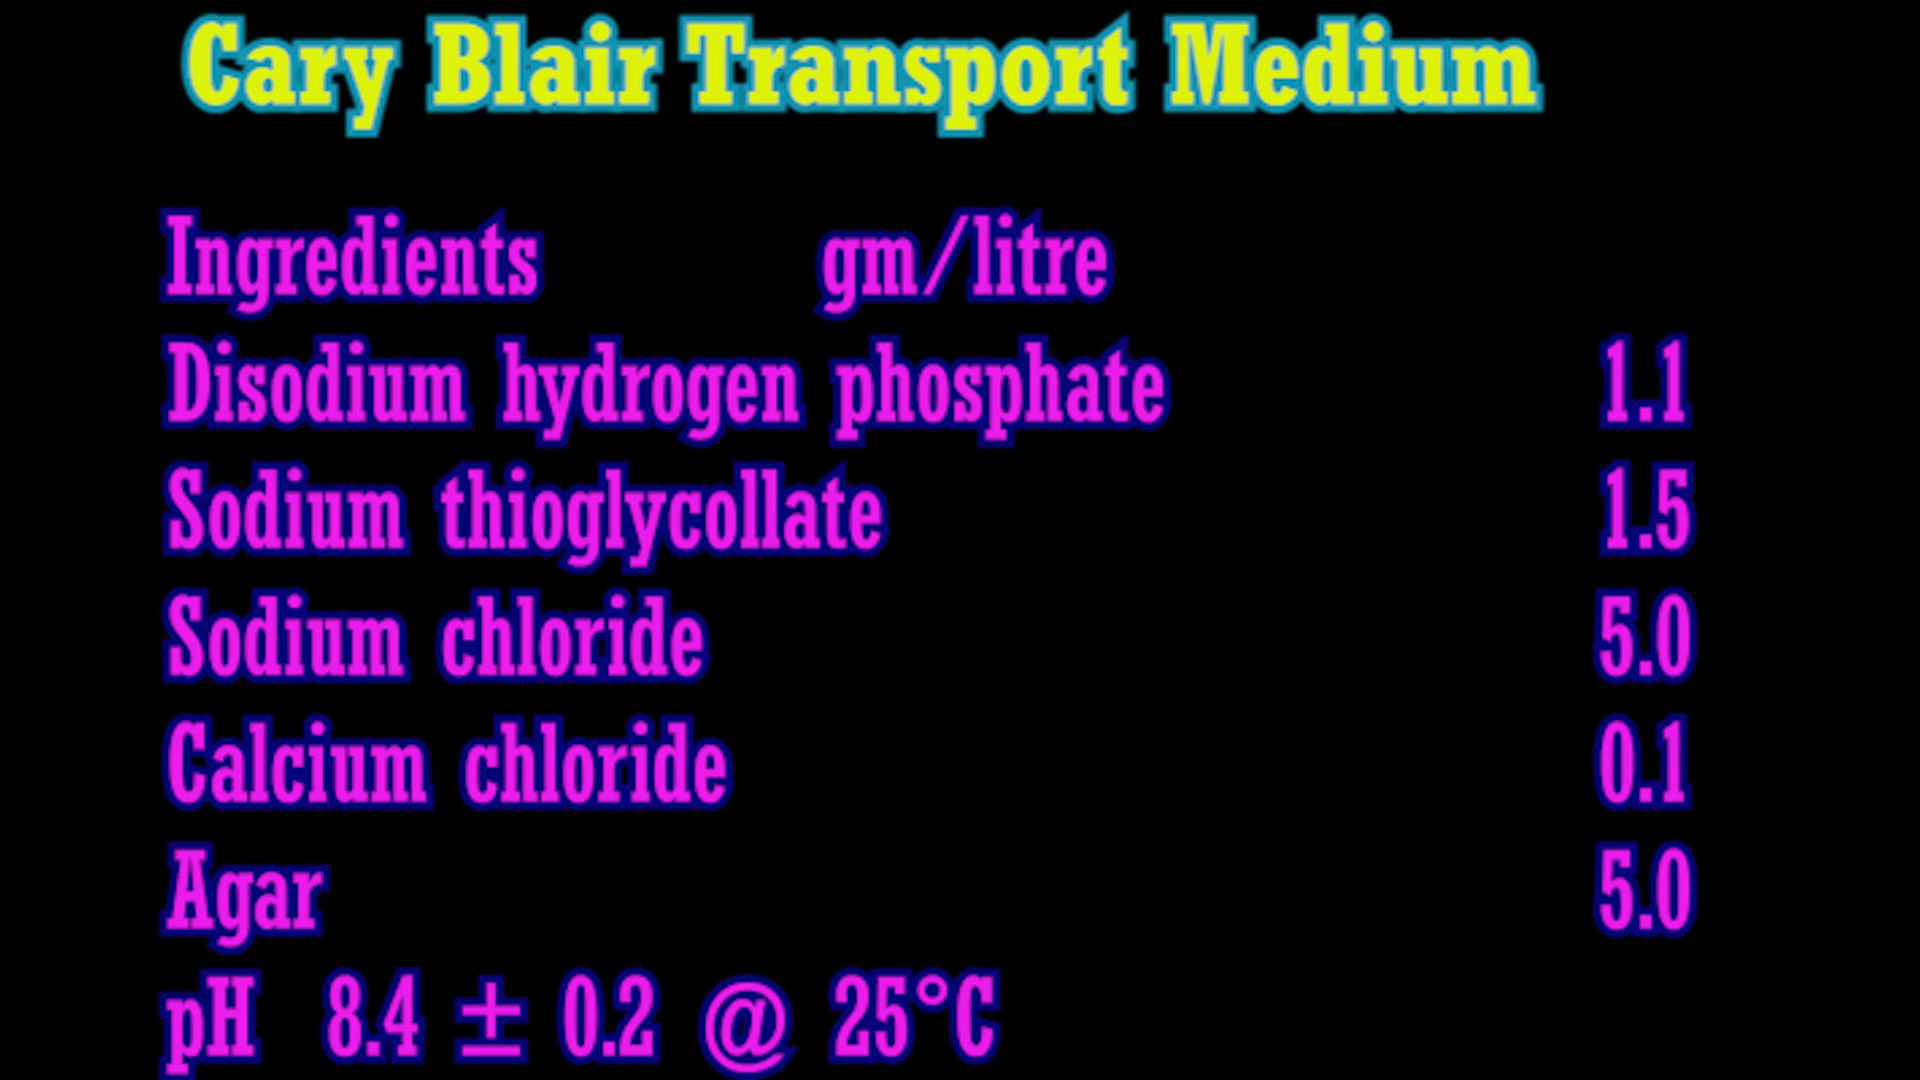 Cary Blair Transport Medium
Ingredients gm/litre
Disodium hydrogen phosphate 1.1
Sodium thioglycollate 1.5
Sodium chloride 5.0
Calcium chloride 0.1
Agar 5.0
pH 8.4 ± 0.2 @ 25°C